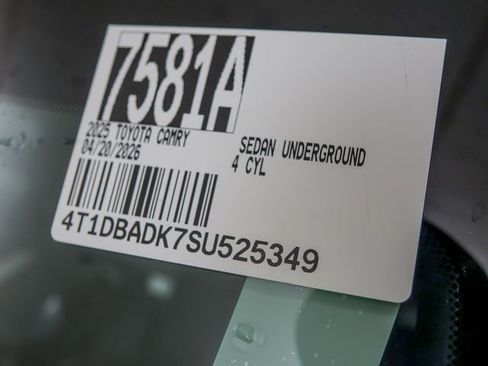 7581A
2025 TOYOTA CAMRY
SEDAN UNDERGROUND
04/20/2026
4 CYL
4T1DBADK7SU525349